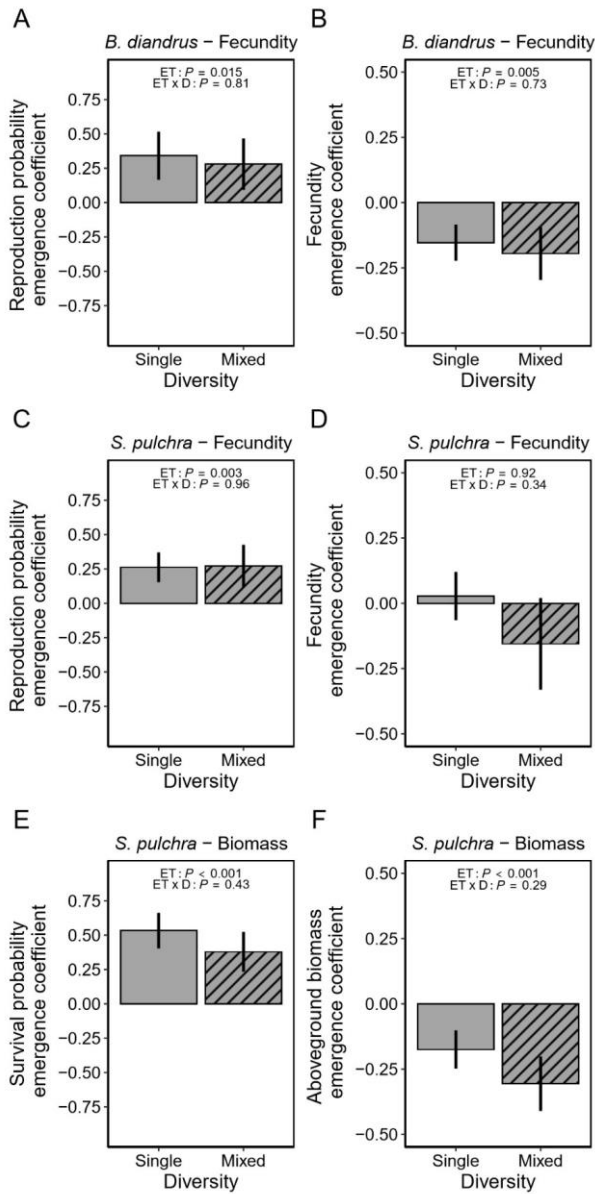 A
B. diandrus − Fecundity
ET : P = 0.015
ET x D : P = 0.81
Reproduction probability
emergence coefficient
0.75
0.50
0.25
0.00
−0.25
−0.50
−0.75
Single Mixed
Diversity
B
B. diandrus − Fecundity
ET : P = 0.005
ET x D : P = 0.73
Fecundity
emergence coefficient
0.50
0.25
0.00
−0.25
−0.50
Single Mixed
Diversity
C
S. pulchra − Fecundity
ET : P = 0.003
ET x D : P = 0.96
Reproduction probability
emergence coefficient
0.75
0.50
0.25
0.00
−0.25
−0.50
−0.75
Single Mixed
Diversity
D
S. pulchra − Fecundity
ET : P = 0.92
ET x D : P = 0.34
Fecundity
emergence coefficient
0.50
0.25
0.00
−0.25
−0.50
Single Mixed
Diversity
E
S. pulchra − Biomass
ET : P < 0.001
ET x D : P = 0.43
Survival probability
emergence coefficient
0.75
0.50
0.25
0.00
−0.25
−0.50
−0.75
Single Mixed
Diversity
F
S. pulchra − Biomass
ET : P < 0.001
ET x D : P = 0.29
Aboveground biomass
emergence coefficient
0.50
0.25
0.00
−0.25
−0.50
Single Mixed
Diversity